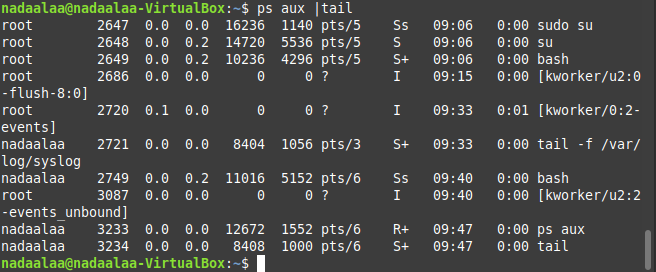 nadaalaa@nadaalaa-VirtualBox:~$ ps aux |tail
root      2647  0.0  0.0  16236  1140 pts/5    Ss   09:06   0:00 sudo su
root      2648  0.0  0.2  14720  5536 pts/5    S    09:06   0:00 su
root      2649  0.0  0.2  10236  4296 pts/5    S+   09:06   0:00 bash
root      2686  0.0  0.0      0     0 ?        I    09:15   0:00 [kworker/u2:0
-flush-8:0]
root      2720  0.1  0.0      0     0 ?        I    09:33   0:01 [kworker/0:2-
events]
nadaalaa  2721  0.0  0.0   8404  1056 pts/3    S+   09:33   0:00 tail -f /var/
log/syslog
nadaalaa  2749  0.0  0.2  11016  5152 pts/6    Ss   09:40   0:00 bash
root      3087  0.0  0.0      0     0 ?        I    09:40   0:00 [kworker/u2:2
-events_unbound]
nadaalaa  3233  0.0  0.0  12672  1552 pts/6    R+   09:47   0:00 ps aux
nadaalaa  3234  0.0  0.0   8408  1000 pts/6    S+   09:47   0:00 tail
nadaalaa@nadaalaa-VirtualBox:~$